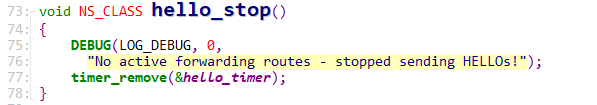 73: void NS_CLASS hello_stop()
74: {
75:     DEBUG(LOG_DEBUG, 0,
76:       "No active forwarding routes - stopped sending HELLOs!");
77:     timer_remove(&hello_timer);
78: }